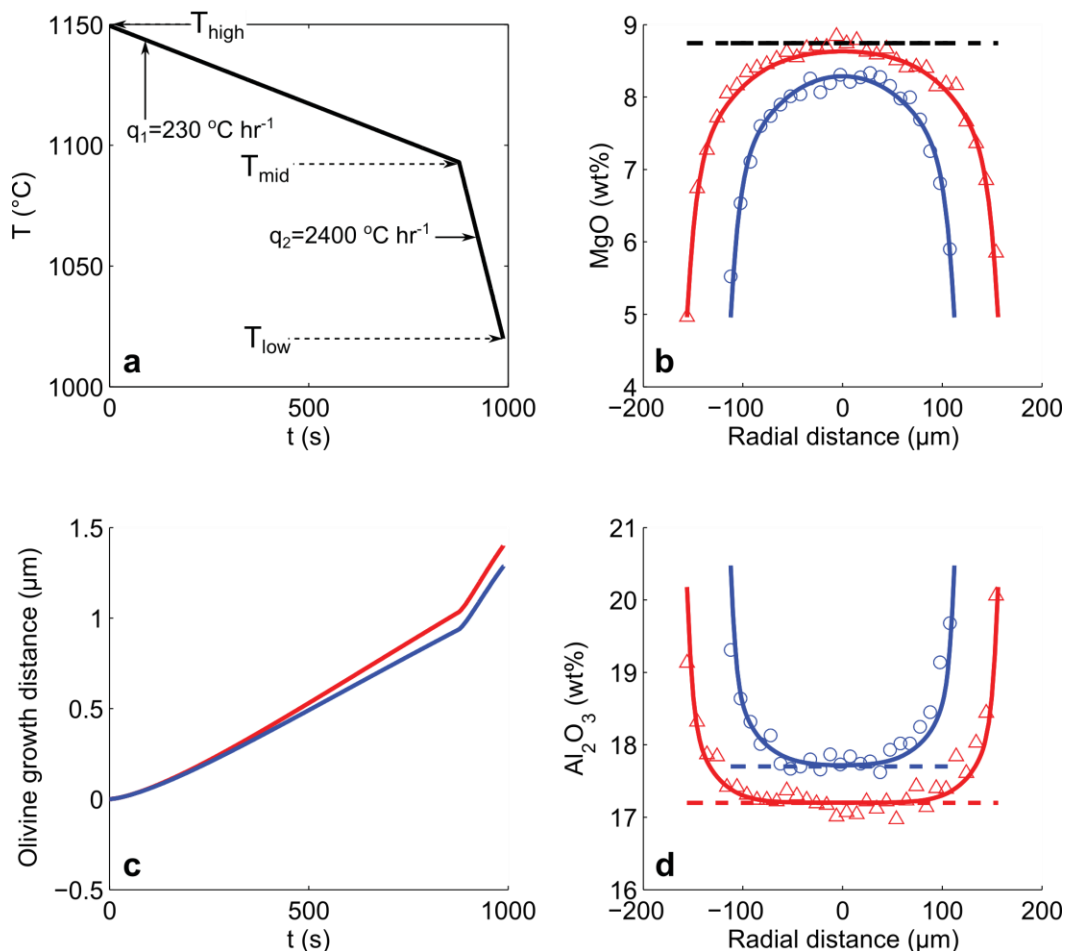 1150
1100
1050
1000
T (°C)
T_high
q₁=230 °C hr⁻¹
T_mid
q₂=2400 °C hr⁻¹
T_low
a
0
500
1000
t (s)
9
8
7
6
5
4
MgO (wt%)
b
−200
−100
0
100
200
Radial distance (µm)
1.5
1
0.5
0
−0.5
Olivine growth distance (µm)
c
0
500
1000
t (s)
21
20
19
18
17
16
Al₂O₃ (wt%)
d
−200
−100
0
100
200
Radial distance (µm)